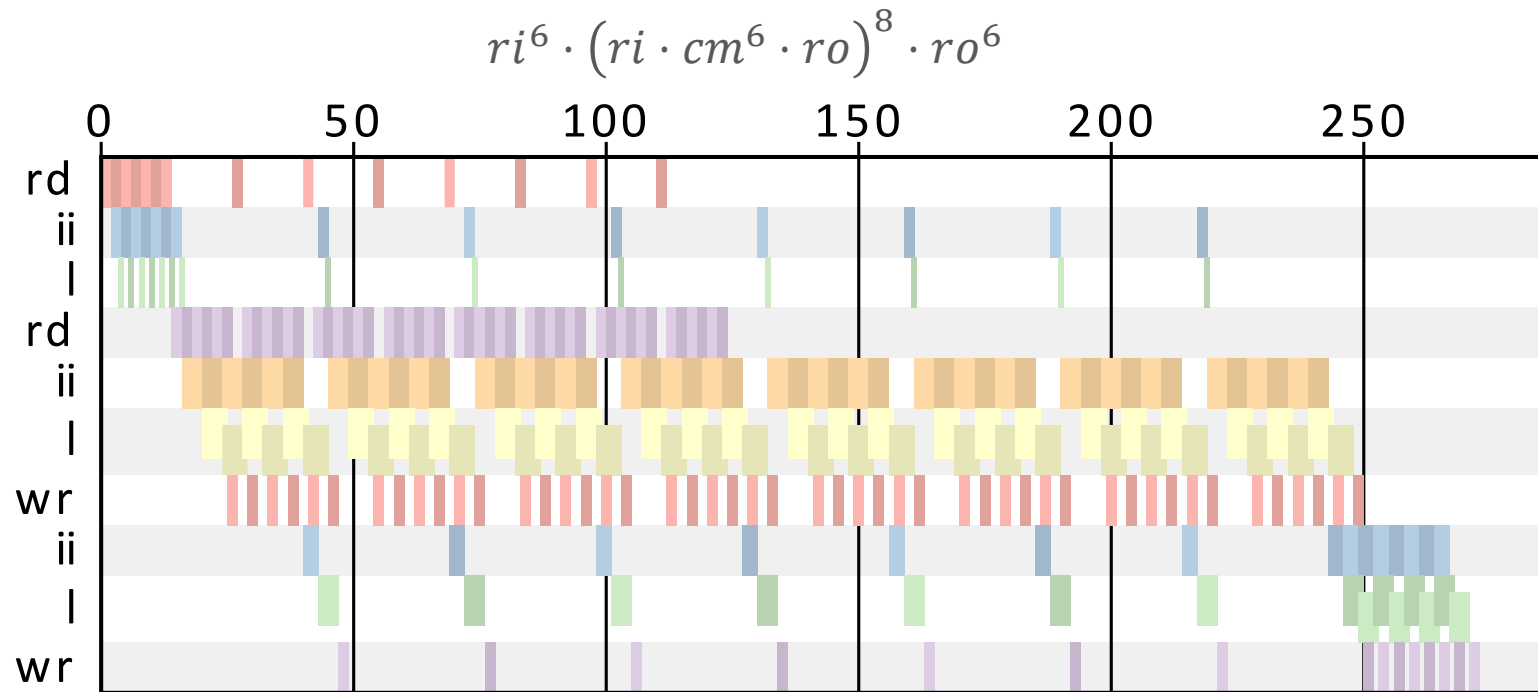 ri⁶ · (ri · cm⁶ · ro)⁸ · ro⁶
0 50 100 150 200 250
rd
ii
l
rd
ii
l
wr
ii
l
wr